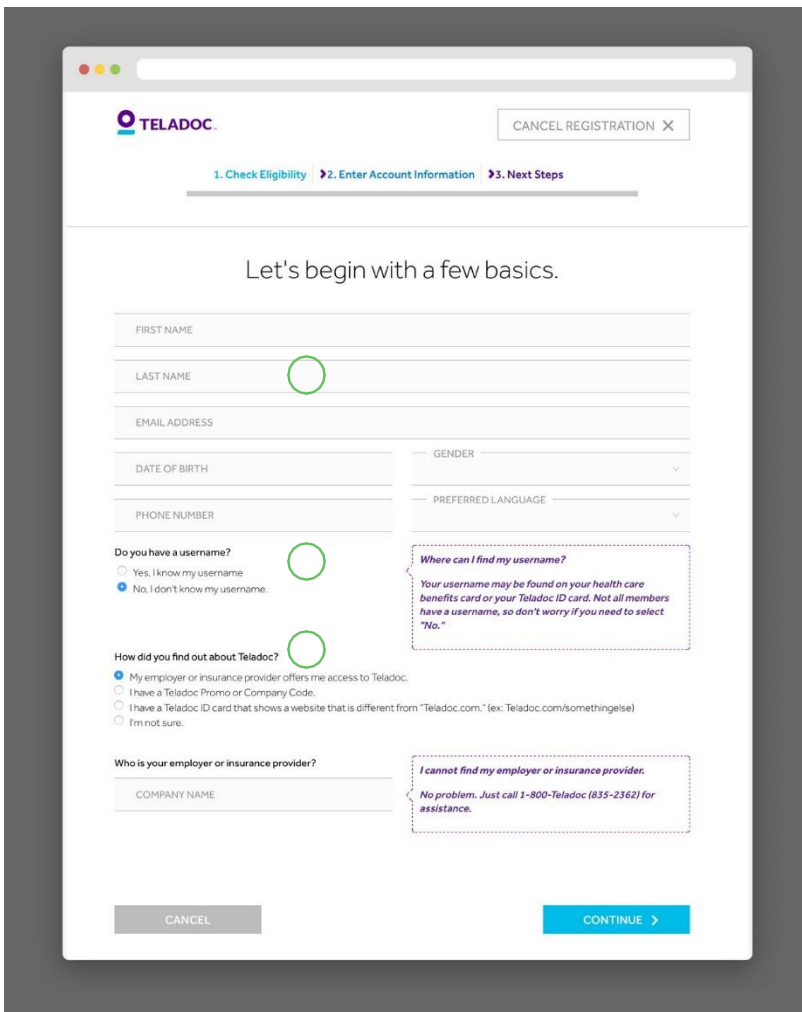 TELADOC™
CANCEL REGISTRATION ✕
1. Check Eligibility
2. Enter Account Information
3. Next Steps
Let's begin with a few basics.
FIRST NAME
LAST NAME
EMAIL ADDRESS
DATE OF BIRTH
GENDER
PHONE NUMBER
PREFERRED LANGUAGE
Do you have a username?
Yes, I know my username
No, I don't know my username.
Where can I find my username?
Your username may be found on your health care
benefits card or your Teladoc ID card. Not all members
have a username, so don't worry if you need to select
"No."
How did you find out about Teladoc?
My employer or insurance provider offers me access to Teladoc.
I have a Teladoc Promo or Company Code.
I have a Teladoc ID card that shows a website that is different from "Teladoc.com." (ex: Teladoc.com/somethingelse)
I'm not sure.
Who is your employer or insurance provider?
COMPANY NAME
I cannot find my employer or insurance provider.
No problem. Just call 1-800-Teladoc (835-2362) for
assistance.
CANCEL
CONTINUE